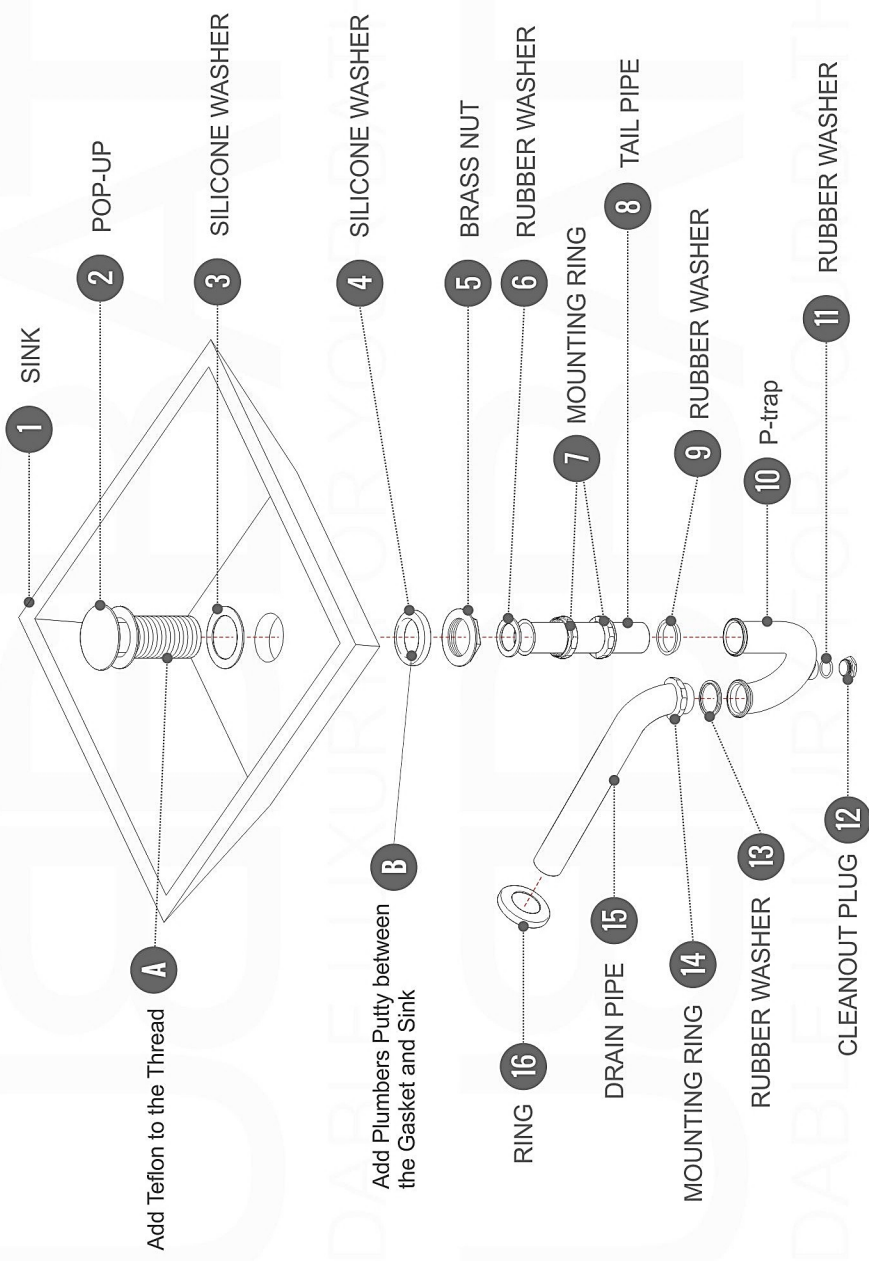 1 SINK
2 POP-UP
3 SILICONE WASHER
4 SILICONE WASHER
5 BRASS NUT
6 RUBBER WASHER
7 MOUNTING RING
8 TAIL PIPE
9 RUBBER WASHER
10 P-trap
11 RUBBER WASHER
CLEANOUT PLUG 12
RUBBER WASHER 13
MOUNTING RING 14
DRAIN PIPE 15
RING 16
Add Teflon to the Thread A
Add Plumbers Putty between B
the Gasket and Sink